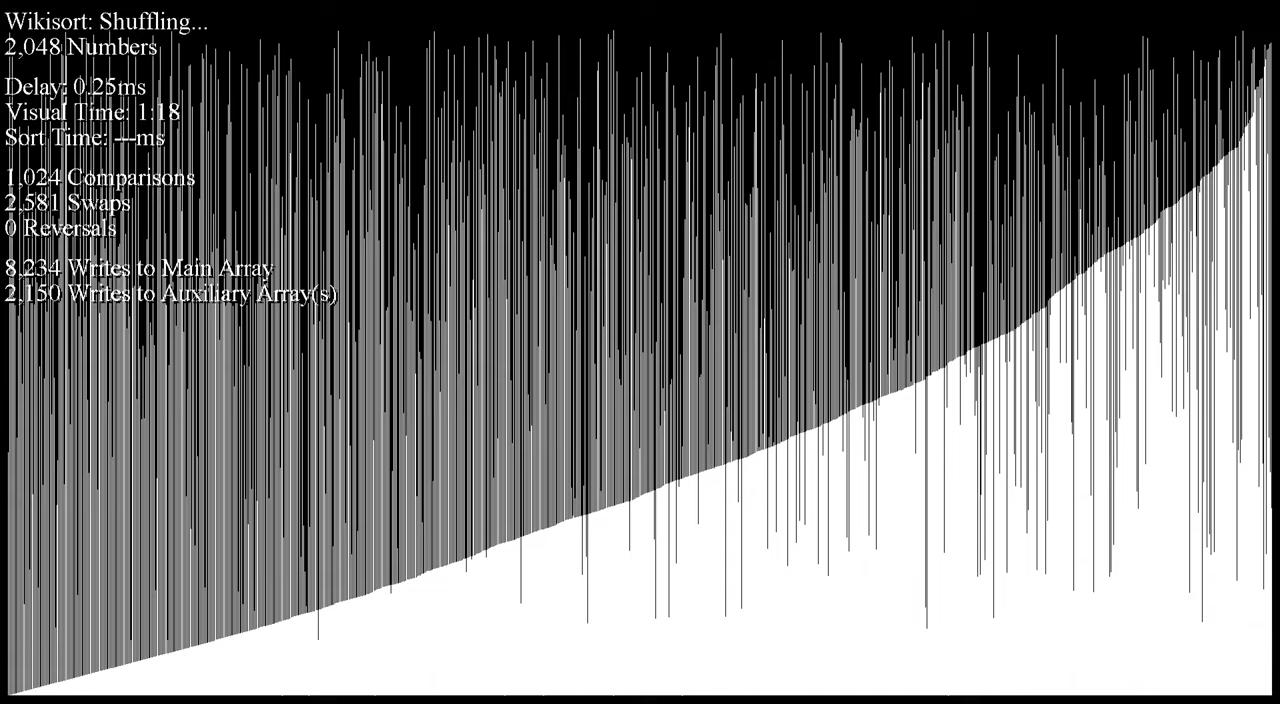 Wikisort: Shuffling...
2,048 Numbers
Delay: 0.25ms
Visual Time: 1:18
Sort Time: ---ms
1,024 Comparisons
2,581 Swaps
0 Reversals
8,234 Writes to Main Array
2,150 Writes to Auxiliary Array(s)